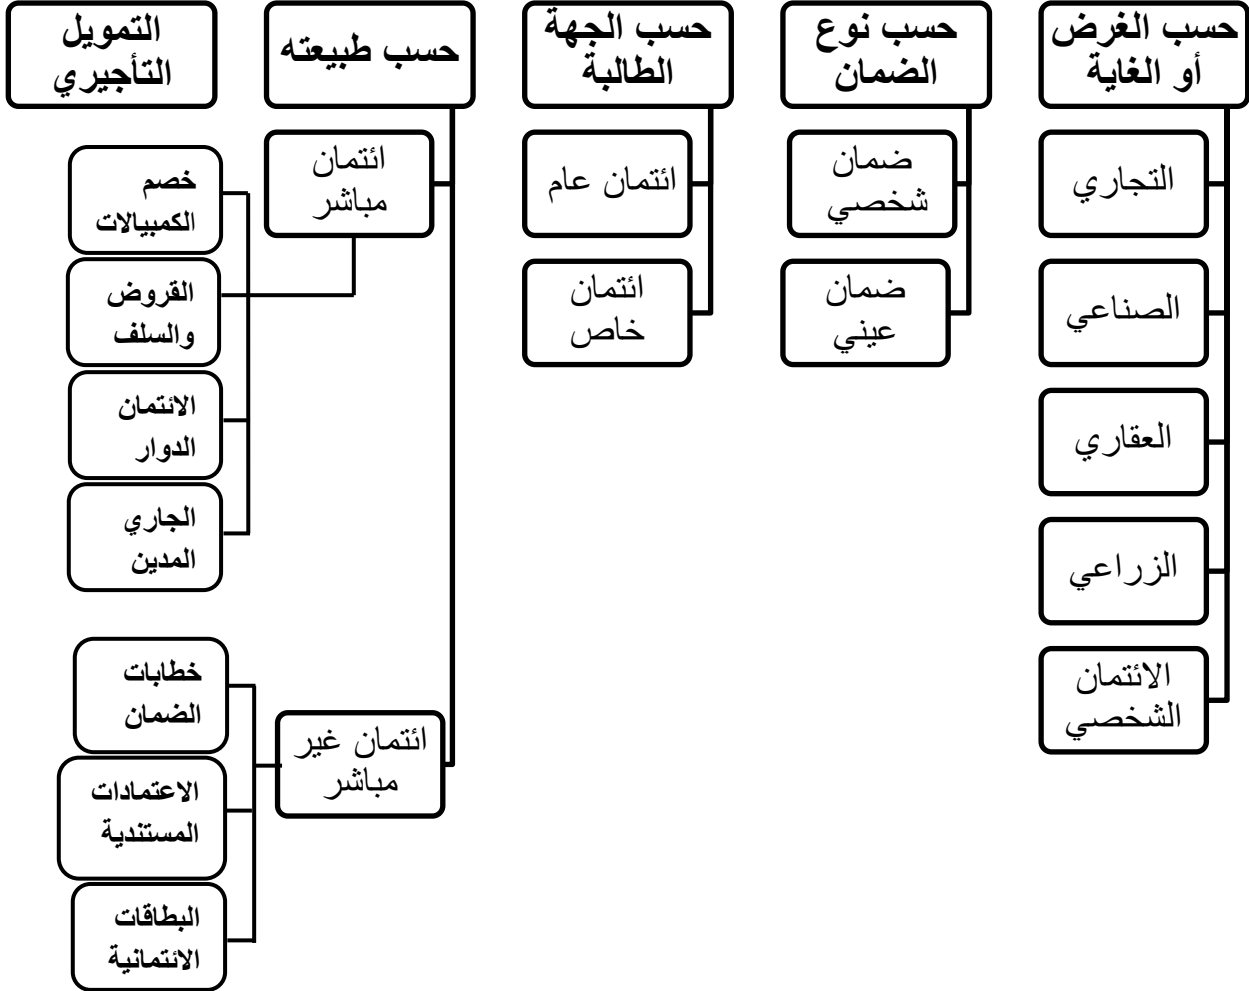 حسب الغرض
أو الغاية
التجاري
الصناعي
العقاري
الزراعي
الائتمان
الشخصي
حسب نوع
الضمان
ضمان
شخصي
ضمان
عيني
حسب الجهة
الطالبة
ائتمان عام
ائتمان
خاص
حسب طبيعته
ائتمان
مباشر
خصم
الكمبيالات
القروض
والسلف
الائتمان
الدوار
الجاري
المدين
ائتمان غير
مباشر
خطابات
الضمان
الاعتمادات
المستندية
البطاقات
الائتمانية
التمويل
التأجيري